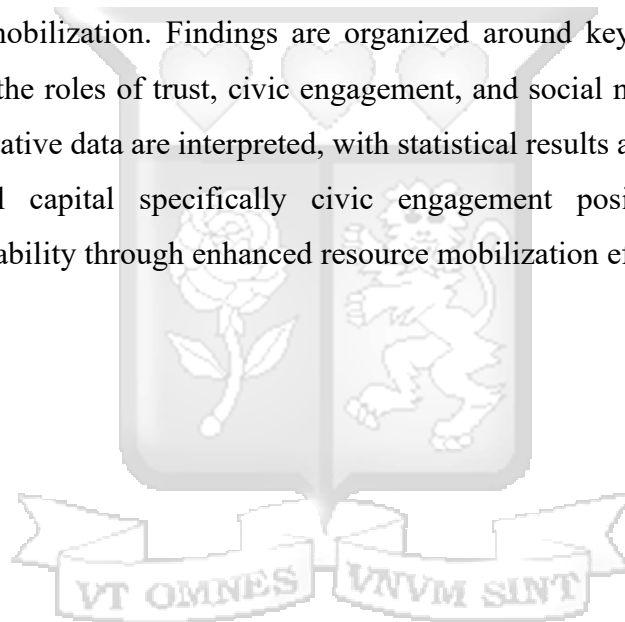 mobilization. Findings are organized around key
the roles of trust, civic engagement, and social
ative data are interpreted, with statistical results
capital specifically civic engagement
ability through enhanced resource mobilization
VT OMNES VNVM SINT